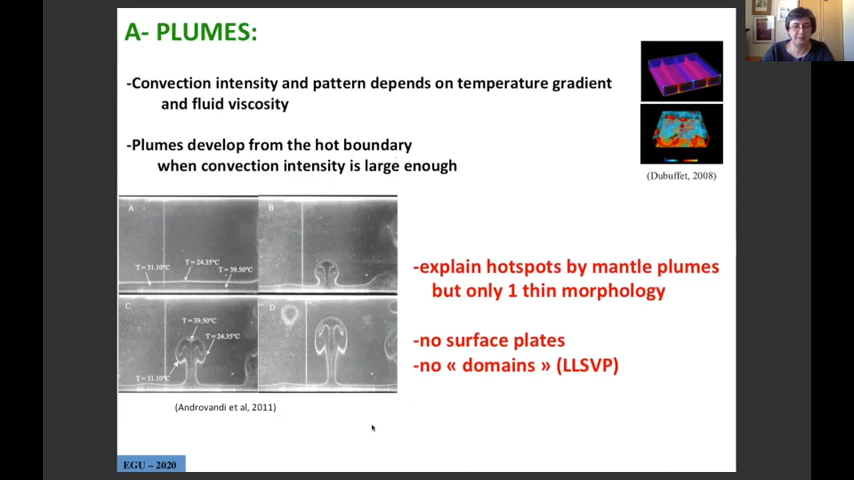 A- PLUMES:
-Convection intensity and pattern depends on temperature gradient
and fluid viscosity
-Plumes develop from the hot boundary
when convection intensity is large enough
(Dubuffet, 2008)
A
B
T=31.10°C
T=24.35°C
T=39.50°C
C
D
T=39.50°C
T=24.35°C
T=31.10°C
(Androvandi et al, 2011)
-explain hotspots by mantle plumes
but only 1 thin morphology
-no surface plates
-no « domains » (LLSVP)
EGU – 2020